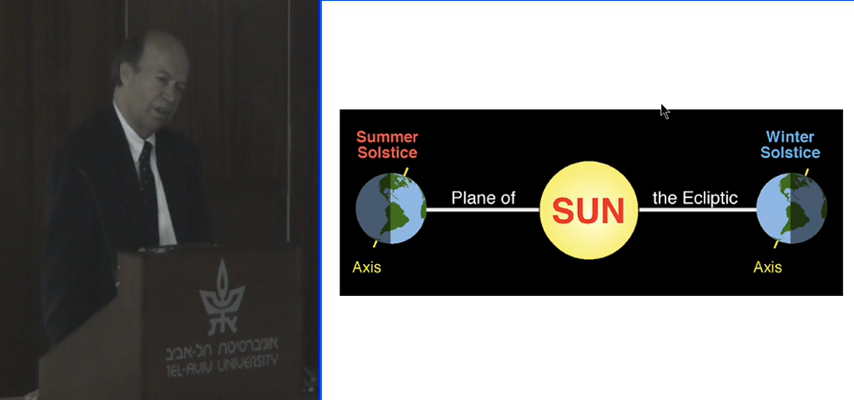 אוניברסיטת תל-אביב
TEL-AVIV UNIVERSITY
Summer
Solstice
Winter
Solstice
Plane of
SUN
the Ecliptic
Axis
Axis